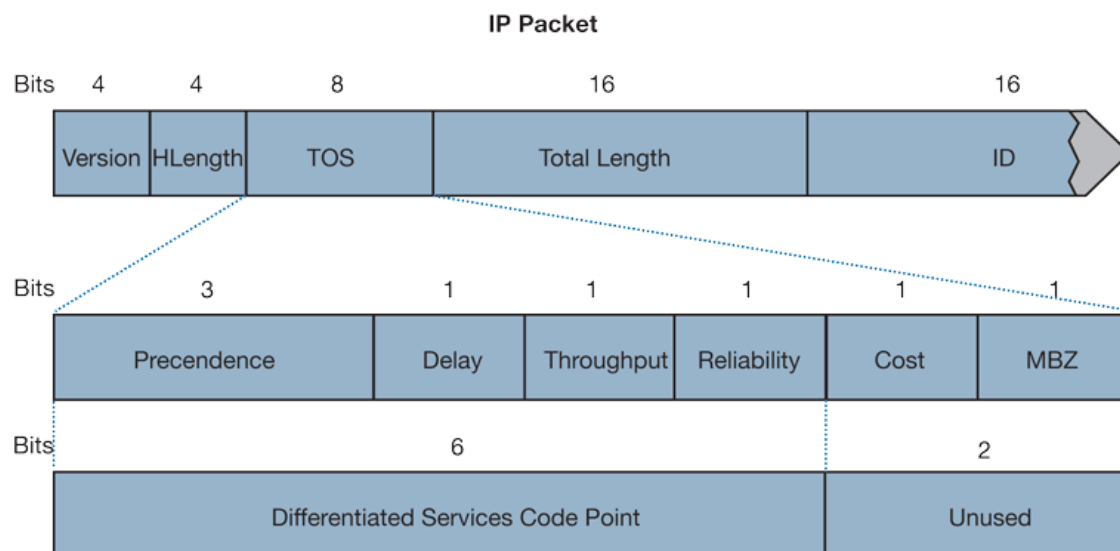 IP Packet
Bits 4 4 8 16 16
Version HLength TOS Total Length ID
Bits 3 1 1 1 1 1
Precendence Delay Throughput Reliability Cost MBZ
Bits 6 2
Differentiated Services Code Point Unused